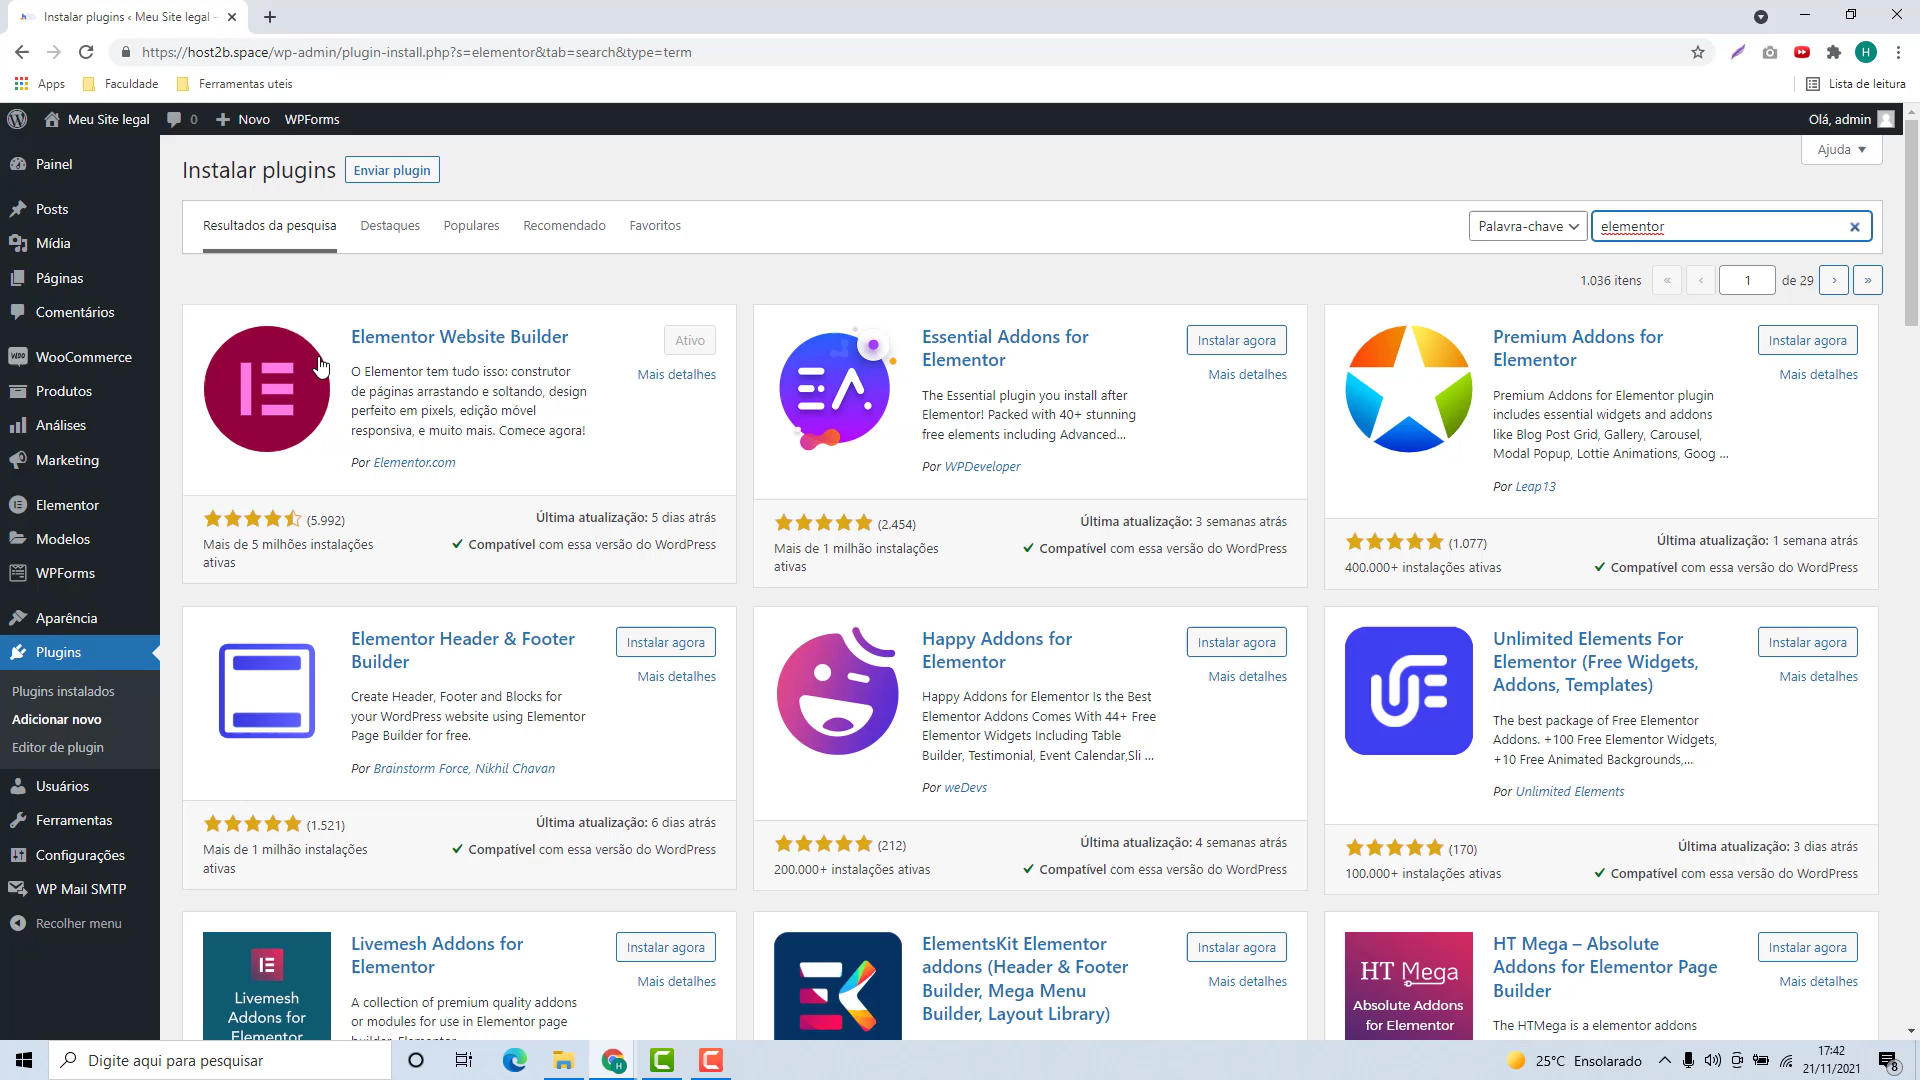 Instalar plugins ‹ Meu Site legal -
https://host2b.space/wp-admin/plugin-install.php?s=elementor&tab=search&type=term
H
Apps
Faculdade
Ferramentas uteis
Lista de leitura
Meu Site legal
0
Novo
WPForms
Olá, admin
Painel
Posts
Mídia
Páginas
Comentários
WooCommerce
Produtos
Análises
Marketing
Elementor
Modelos
WPForms
Aparência
Plugins
Plugins instalados
Adicionar novo
Editor de plugin
Usuários
Ferramentas
Configurações
WP Mail SMTP
Recolher menu
Ajuda
Instalar plugins
Enviar plugin
Resultados da pesquisa
Destaques
Populares
Recomendado
Favoritos
Palavra-chave
elementor
1.036 itens
«
‹
1
de 29
›
»
Elementor Website Builder
Ativo
Mais detalhes
O Elementor tem tudo isso: construtor
de páginas arrastando e soltando, design
perfeito em pixels, edição móvel
responsiva, e muito mais. Comece agora!
Por Elementor.com
(5.992)
Mais de 5 milhões instalações
ativas
Última atualização: 5 dias atrás
Compatível com essa versão do WordPress
Essential Addons for
Elementor
Instalar agora
Mais detalhes
The Essential plugin you install after
Elementor! Packed with 40+ stunning
free elements including Advanced...
Por WPDeveloper
(2.454)
Mais de 1 milhão instalações
ativas
Última atualização: 3 semanas atrás
Compatível com essa versão do WordPress
Premium Addons for
Elementor
Instalar agora
Mais detalhes
Premium Addons for Elementor plugin
includes essential widgets and addons
like Blog Post Grid, Gallery, Carousel,
Modal Popup, Lottie Animations, Goog ...
Por Leap13
(1.077)
400.000+ instalações ativas
Última atualização: 1 semana atrás
Compatível com essa versão do WordPress
Elementor Header & Footer
Builder
Instalar agora
Mais detalhes
Create Header, Footer and Blocks for
your WordPress website using Elementor
Page Builder for free.
Por Brainstorm Force, Nikhil Chavan
(1.521)
Mais de 1 milhão instalações
ativas
Última atualização: 6 dias atrás
Compatível com essa versão do WordPress
Happy Addons for
Elementor
Instalar agora
Mais detalhes
Happy Addons for Elementor Is the Best
Elementor Addons Comes With 44+ Free
Elementor Widgets Including Table
Builder, Testimonial, Event Calendar,Sli ...
Por weDevs
(212)
200.000+ instalações ativas
Última atualização: 4 semanas atrás
Compatível com essa versão do WordPress
Unlimited Elements For
Elementor (Free Widgets,
Addons, Templates)
Instalar agora
Mais detalhes
The best package of Free Elementor
Addons. +100 Free Elementor Widgets,
+10 Free Animated Backgrounds,...
Por Unlimited Elements
(170)
100.000+ instalações ativas
Última atualização: 3 dias atrás
Compatível com essa versão do WordPress
Livemesh
Addons for
Elementor
Livemesh Addons for
Elementor
Instalar agora
Mais detalhes
A collection of premium quality addons
or modules for use in Elementor page
builder. Elementor
ElementsKit Elementor
addons (Header & Footer
Builder, Mega Menu
Builder, Layout Library)
Instalar agora
Mais detalhes
HT Mega
Absolute Addons
for Elementor
HT Mega – Absolute
Addons for Elementor Page
Builder
Instalar agora
Mais detalhes
The HTMega is a elementor addons
Digite aqui para pesquisar
25°C Ensolarado
17:42
21/11/2021
8